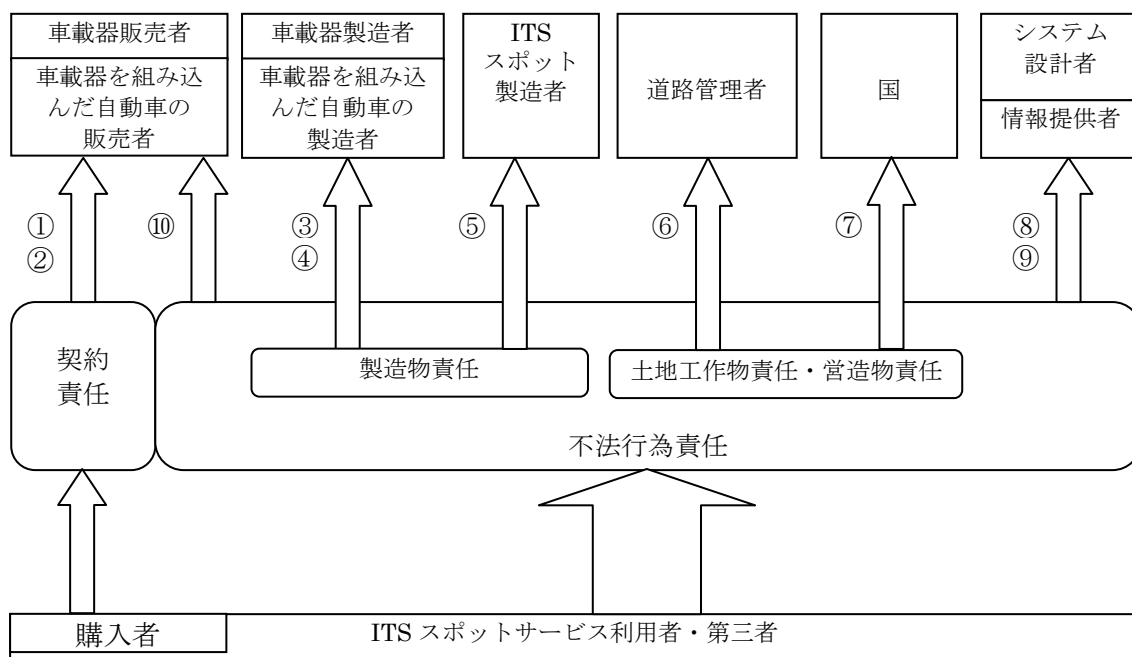 車載器販売者
車載器を組み込
んだ自動車の
販売者
車載器製造者
車載器を組み込
んだ自動車の
製造者
ITS
スポット
製造者
道路管理者
国
システム
設計者
情報提供者
①
②
⑩
③
④
⑤
⑥
⑦
⑧
⑨
契約
責任
製造物責任
土地工作物責任・営造物責任
不法行為責任
購入者
ITS スポットサービス利用者・第三者